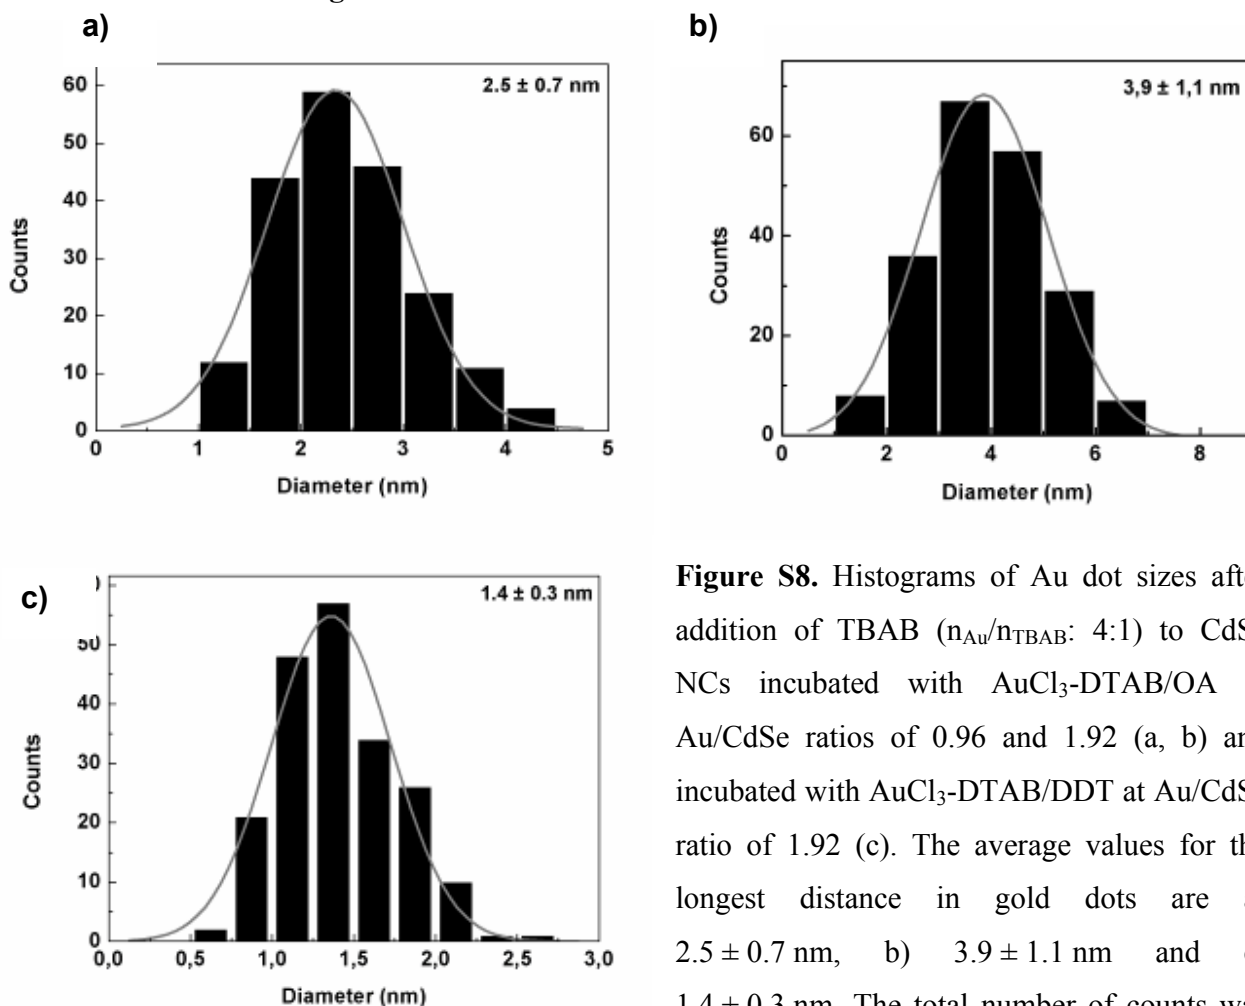 a)
2.5 ± 0.7 nm
60
50
40
30
20
10
0
0 1 2 3 4 5
Counts
Diameter (nm)
b)
3,9 ± 1,1 nm
60
40
20
0
0 2 4 6 8
Counts
Diameter (nm)
c)
1.4 ± 0.3 nm
50
40
30
20
10
0
0,0 0,5 1,0 1,5 2,0 2,5 3,0
Counts
Diameter (nm)
Figure S8. Histograms of Au dot sizes
addition of TBAB (nAu/nTBAB: 4:1) to
NCs incubated with AuCl3-DTAB/OA
Au/CdSe ratios of 0.96 and 1.92 (a, b)
incubated with AuCl3-DTAB/DDT at
ratio of 1.92 (c). The average values for
longest distance in gold dots are
2.5 ± 0.7 nm, b) 3.9 ± 1.1 nm and
1.4 ± 0.3 nm. The total number of counts